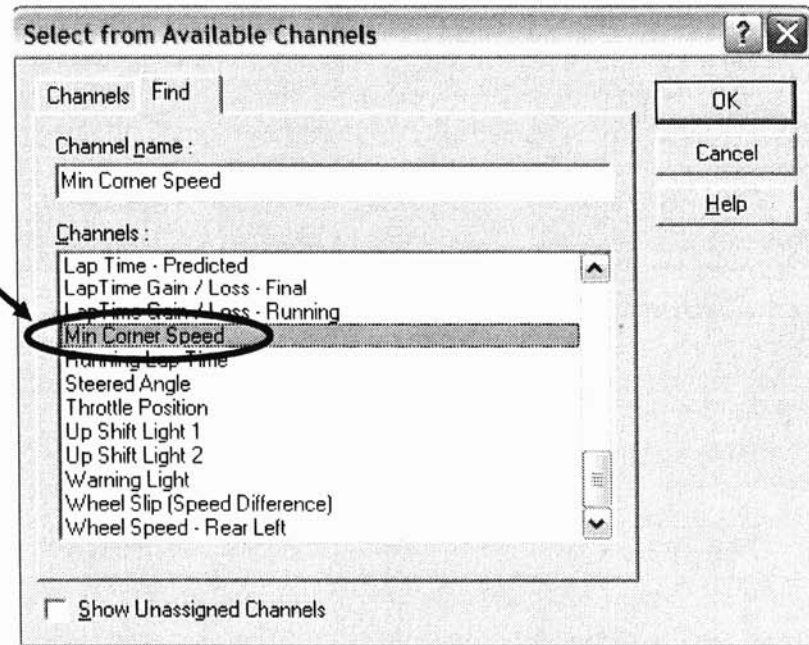 Select from Available Channels
Channels Find
OK
Cancel
Help
Channel name :
Min Corner Speed
Channels :
Lap Time - Predicted
LapTime Gain / Loss - Final
LapTime Gain / Loss - Running
Min Corner Speed
Running Lap Time
Steered Angle
Throttle Position
Up Shift Light 1
Up Shift Light 2
Warning Light
Wheel Slip (Speed Difference)
Wheel Speed - Rear Left
Show Unassigned Channels